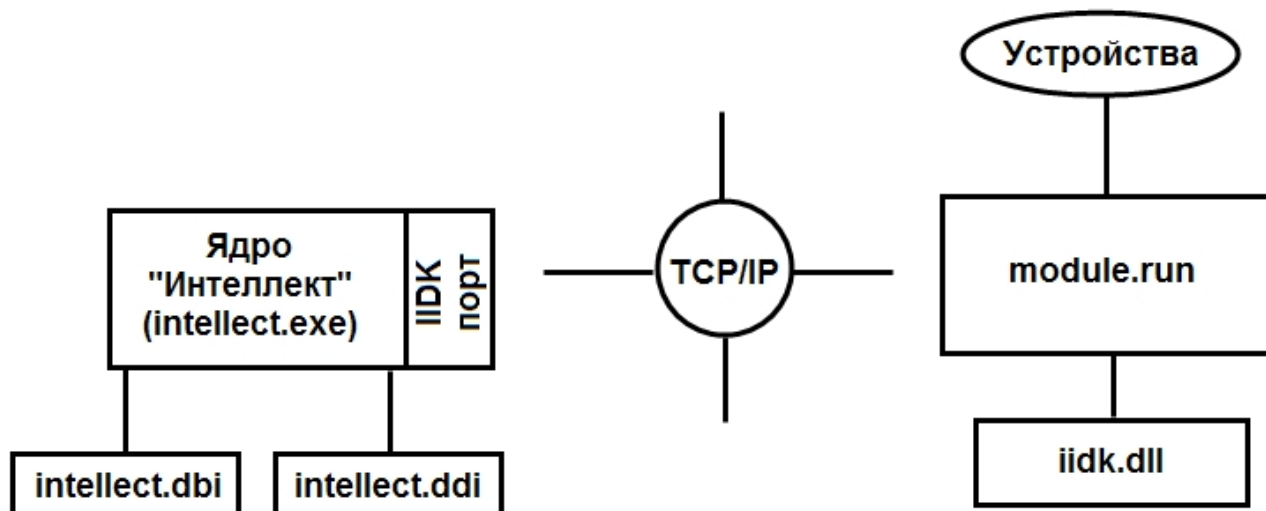 Устройства
Ядро
"Интеллект"
(intellect.exe)
IIDK
порт
TCP/IP
module.run
intellect.dbi
intellect.ddi
iidk.dll